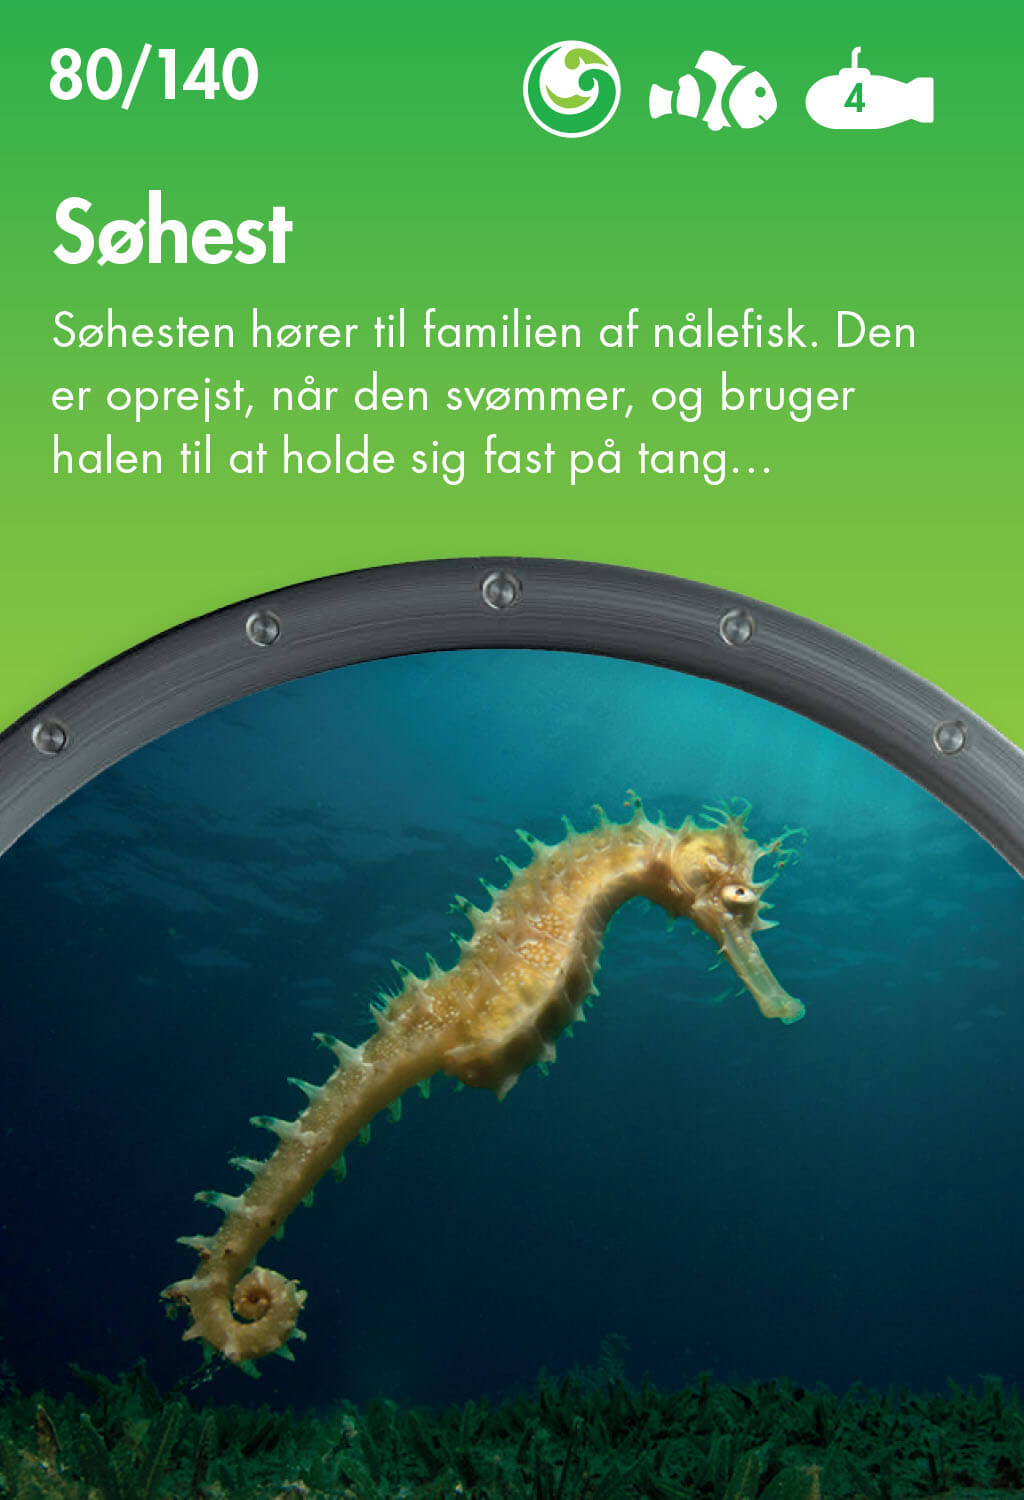 80/140
4
Søhest
Søhesten hører til familien af nålefisk. Den
er oprejst, når den svømmer, og bruger
halen til at holde sig fast på tang...